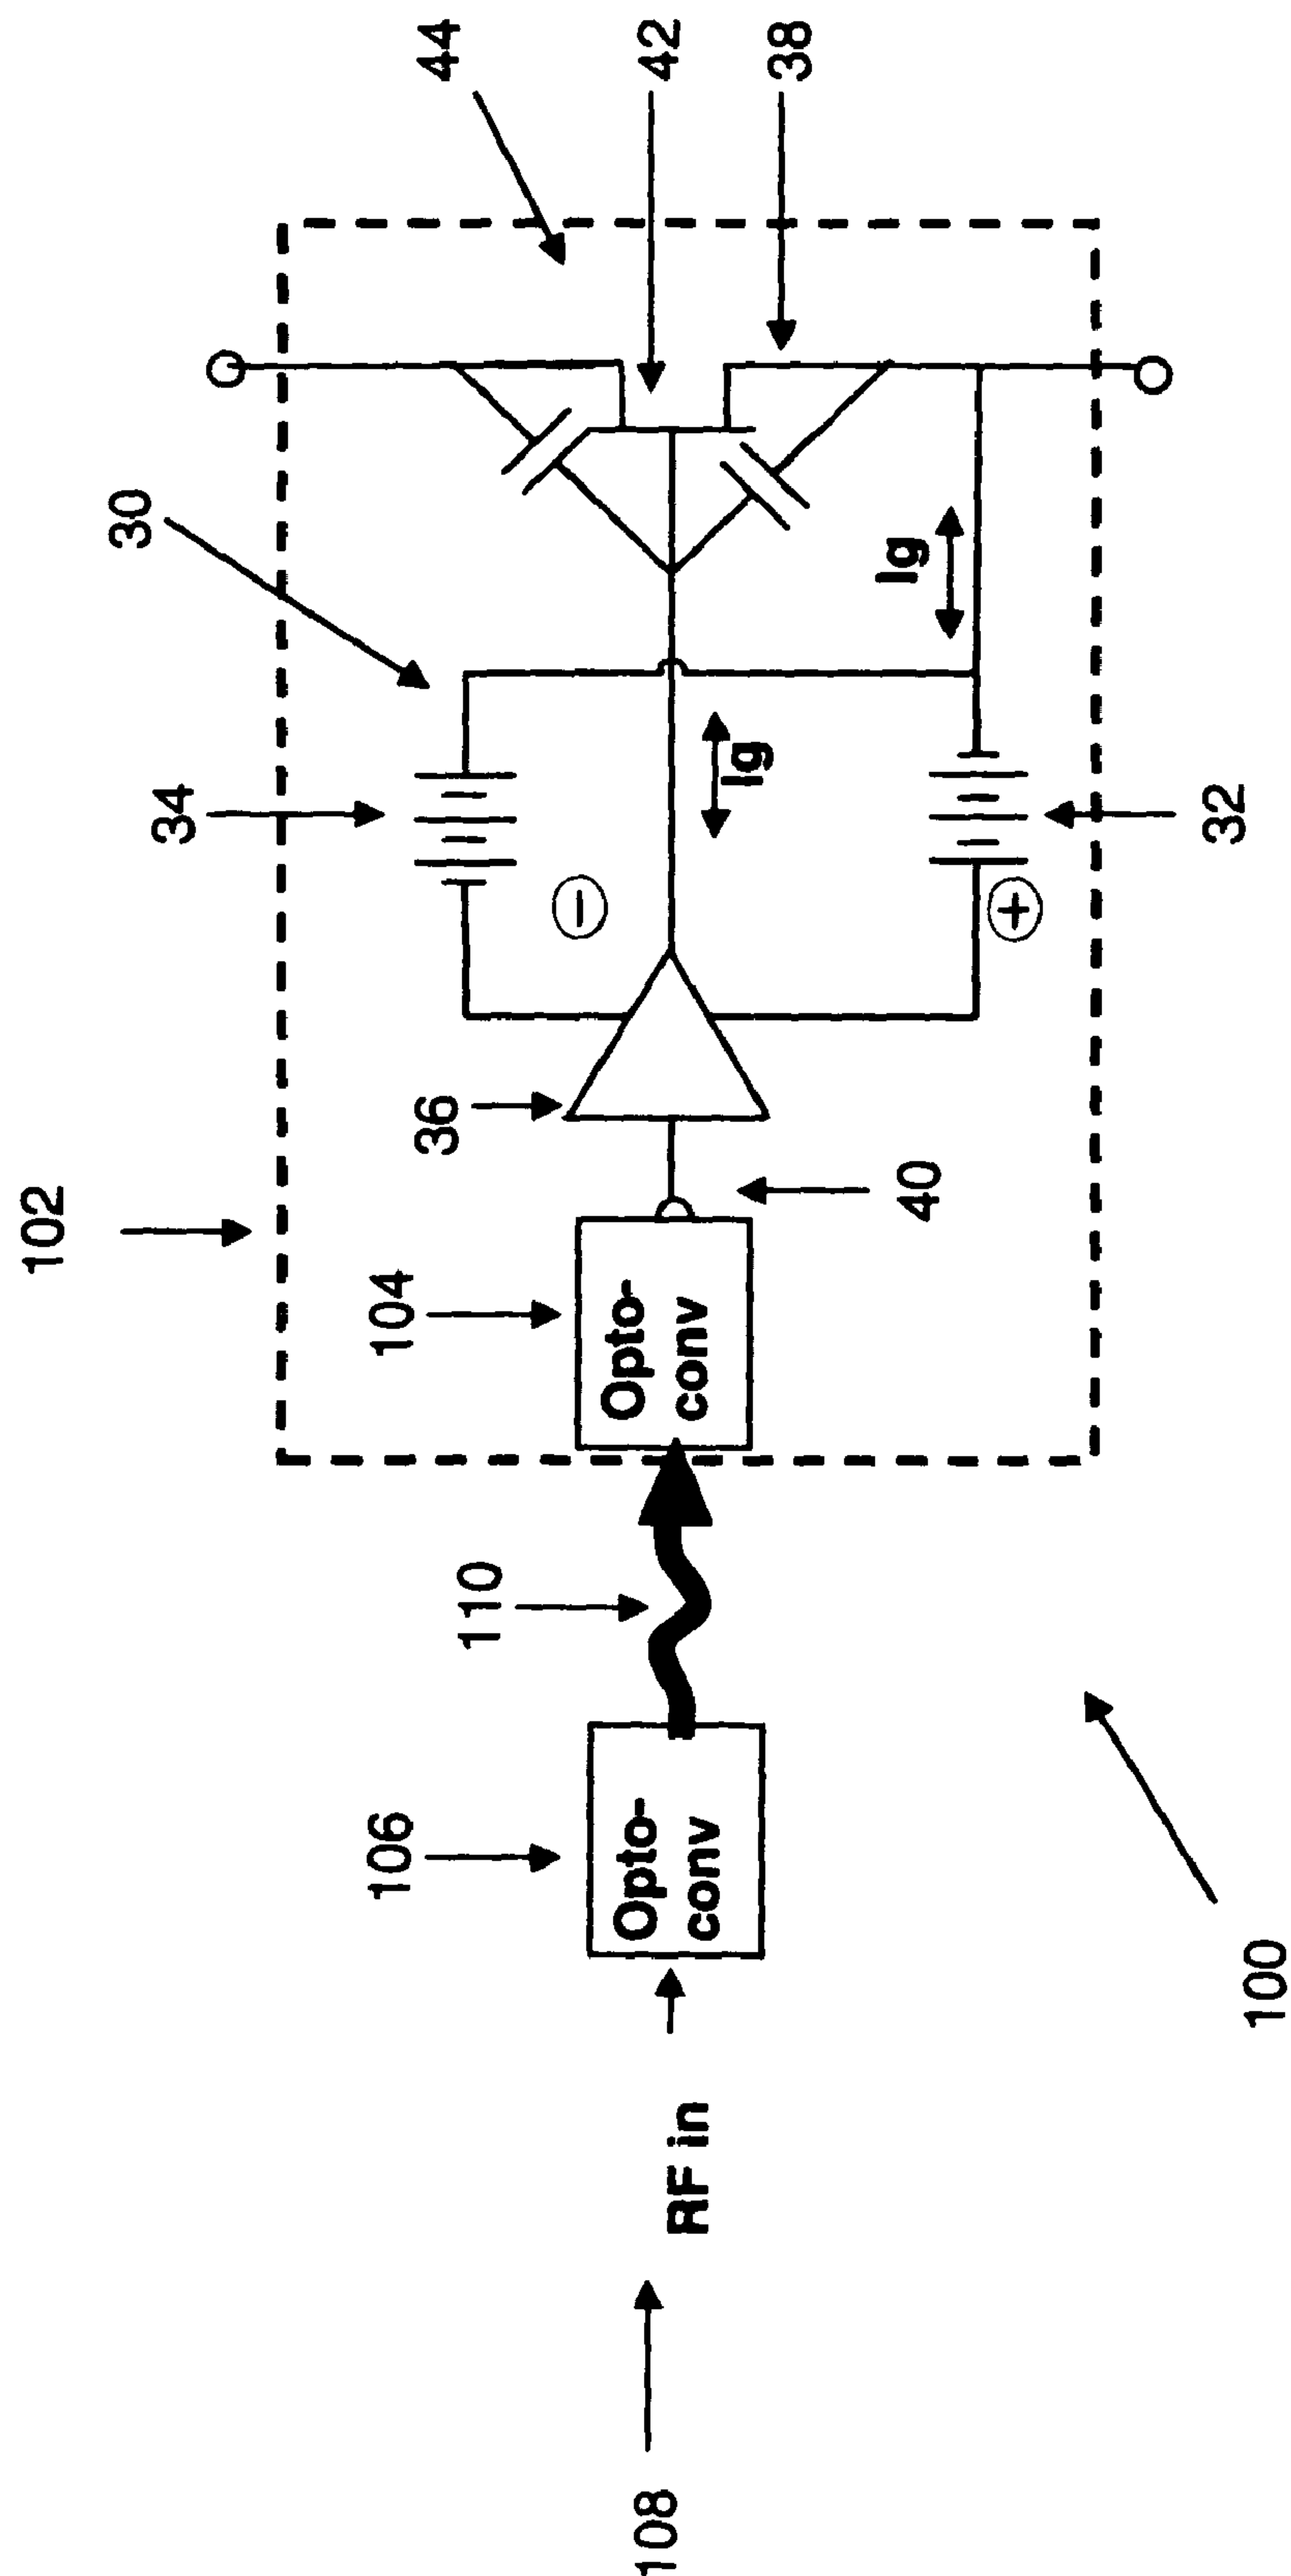 102
30
44
34
42
38
104
36
Ig
Ig
−
+
40
32
106
110
Opto-
conv
Opto-
conv
108
RF in
100